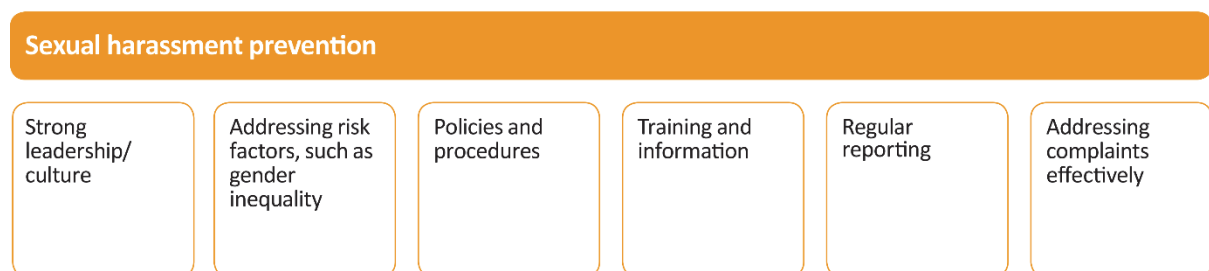 Sexual harassment prevention
Strong
leadership/
culture
Addressing risk
factors, such as
gender
inequality
Policies and
procedures
Training and
information
Regular
reporting
Addressing
complaints
effectively